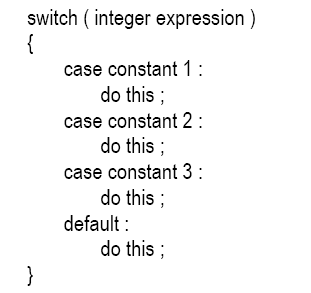 switch ( integer expression )
{
case constant 1 :
do this ;
case constant 2 :
do this ;
case constant 3 :
do this ;
default :
do this ;
}